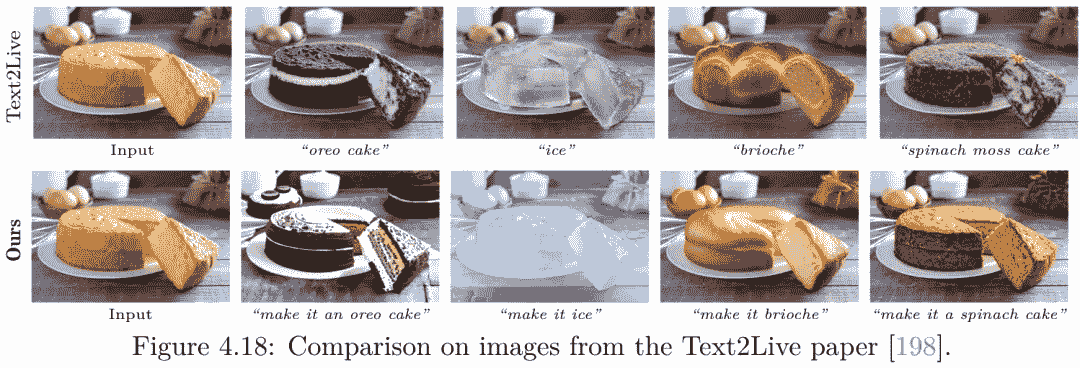 Text2Live
Input
“oreo cake”
“ice”
“brioche”
“spinach moss cake”
Ours
Input
“make it an oreo cake”
“make it ice”
“make it brioche”
“make it a spinach cake”
Figure 4.18: Comparison on images from the Text2Live paper [198].